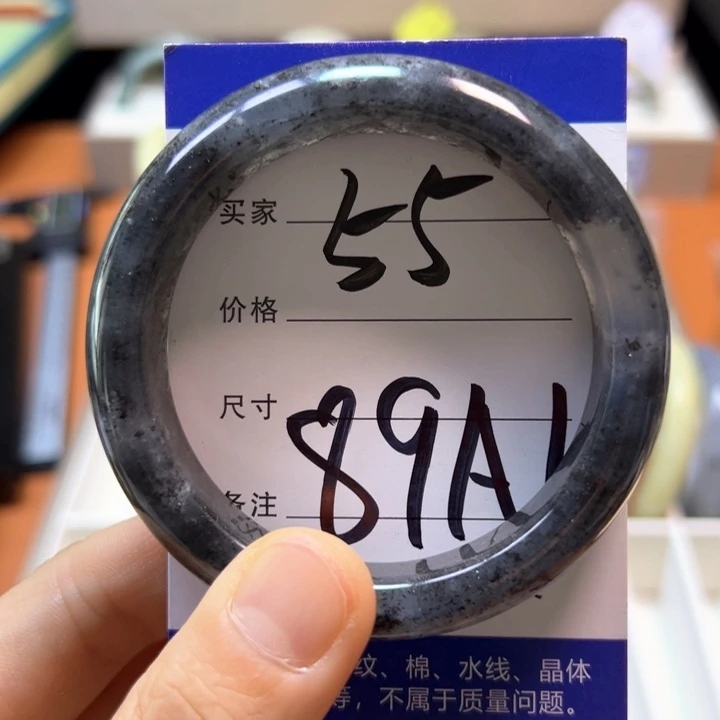 买家 55
价格
尺寸
备注 89A
纹、棉、水线、晶体
等，不属于质量问题。